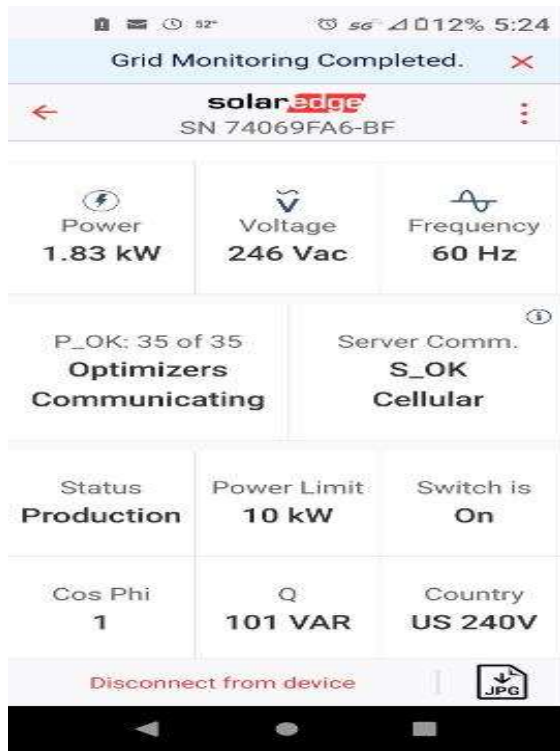 52° 5G 12% 5:24
Grid Monitoring Completed.
solaredge
SN 74069FA6-BF
Power Voltage Frequency
1.83 kW 246 Vac 60 Hz
P_OK: 35 of 35 Server Comm.
Optimizers S_OK
Communicating Cellular
Status Power Limit Switch is
Production 10 kW On
Cos Phi Q Country
1 101 VAR US 240V
Disconnect from device JPG